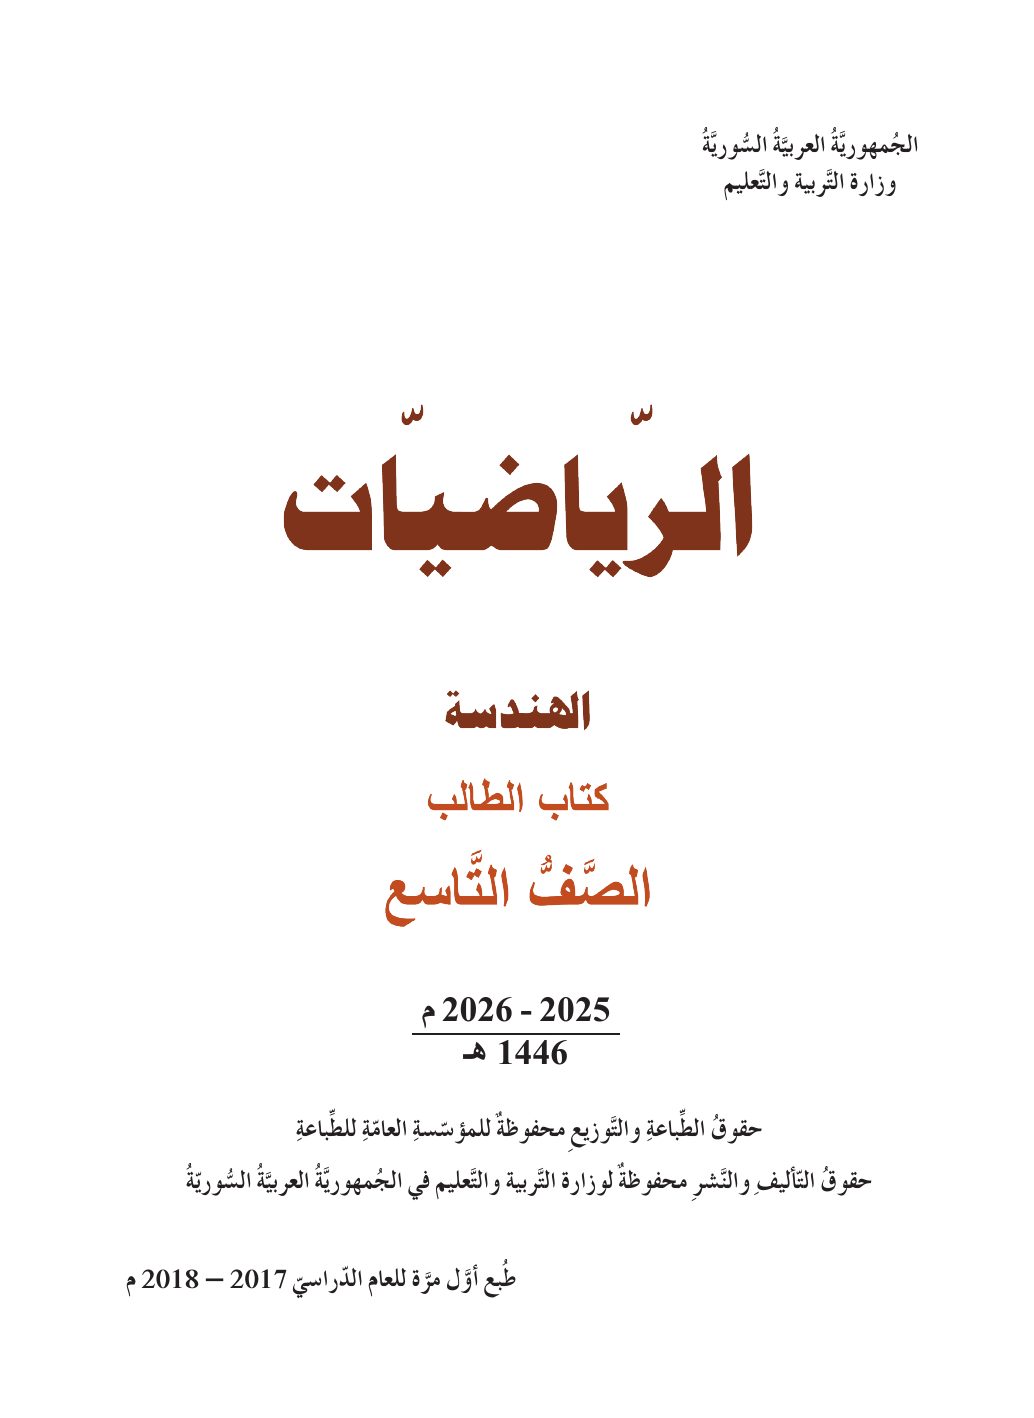 الجُمهوريَّةُ العربيَّةُ السُّوريَّةُ
وزارة التَّربية والتَّعليم
الرّياضيّات
الهندسة
كتاب الطالب
الصَّفُّ التَّاسع
2025 - 2026 م
1446 هـ
حقوقُ الطِّباعةِ والتَّوزيعِ محفوظةٌ للمؤسّسةِ العامّةِ للطِّباعةِ
حقوقُ التّأليفِ والنَّشرِ محفوظةٌ لوزارة التَّربية والتَّعليم في الجُمهوريَّةُ العربيَّةُ السُّوريّةُ
طُبع أوَّل مرَّة للعام الدّراسيّ 2017 – 2018 م